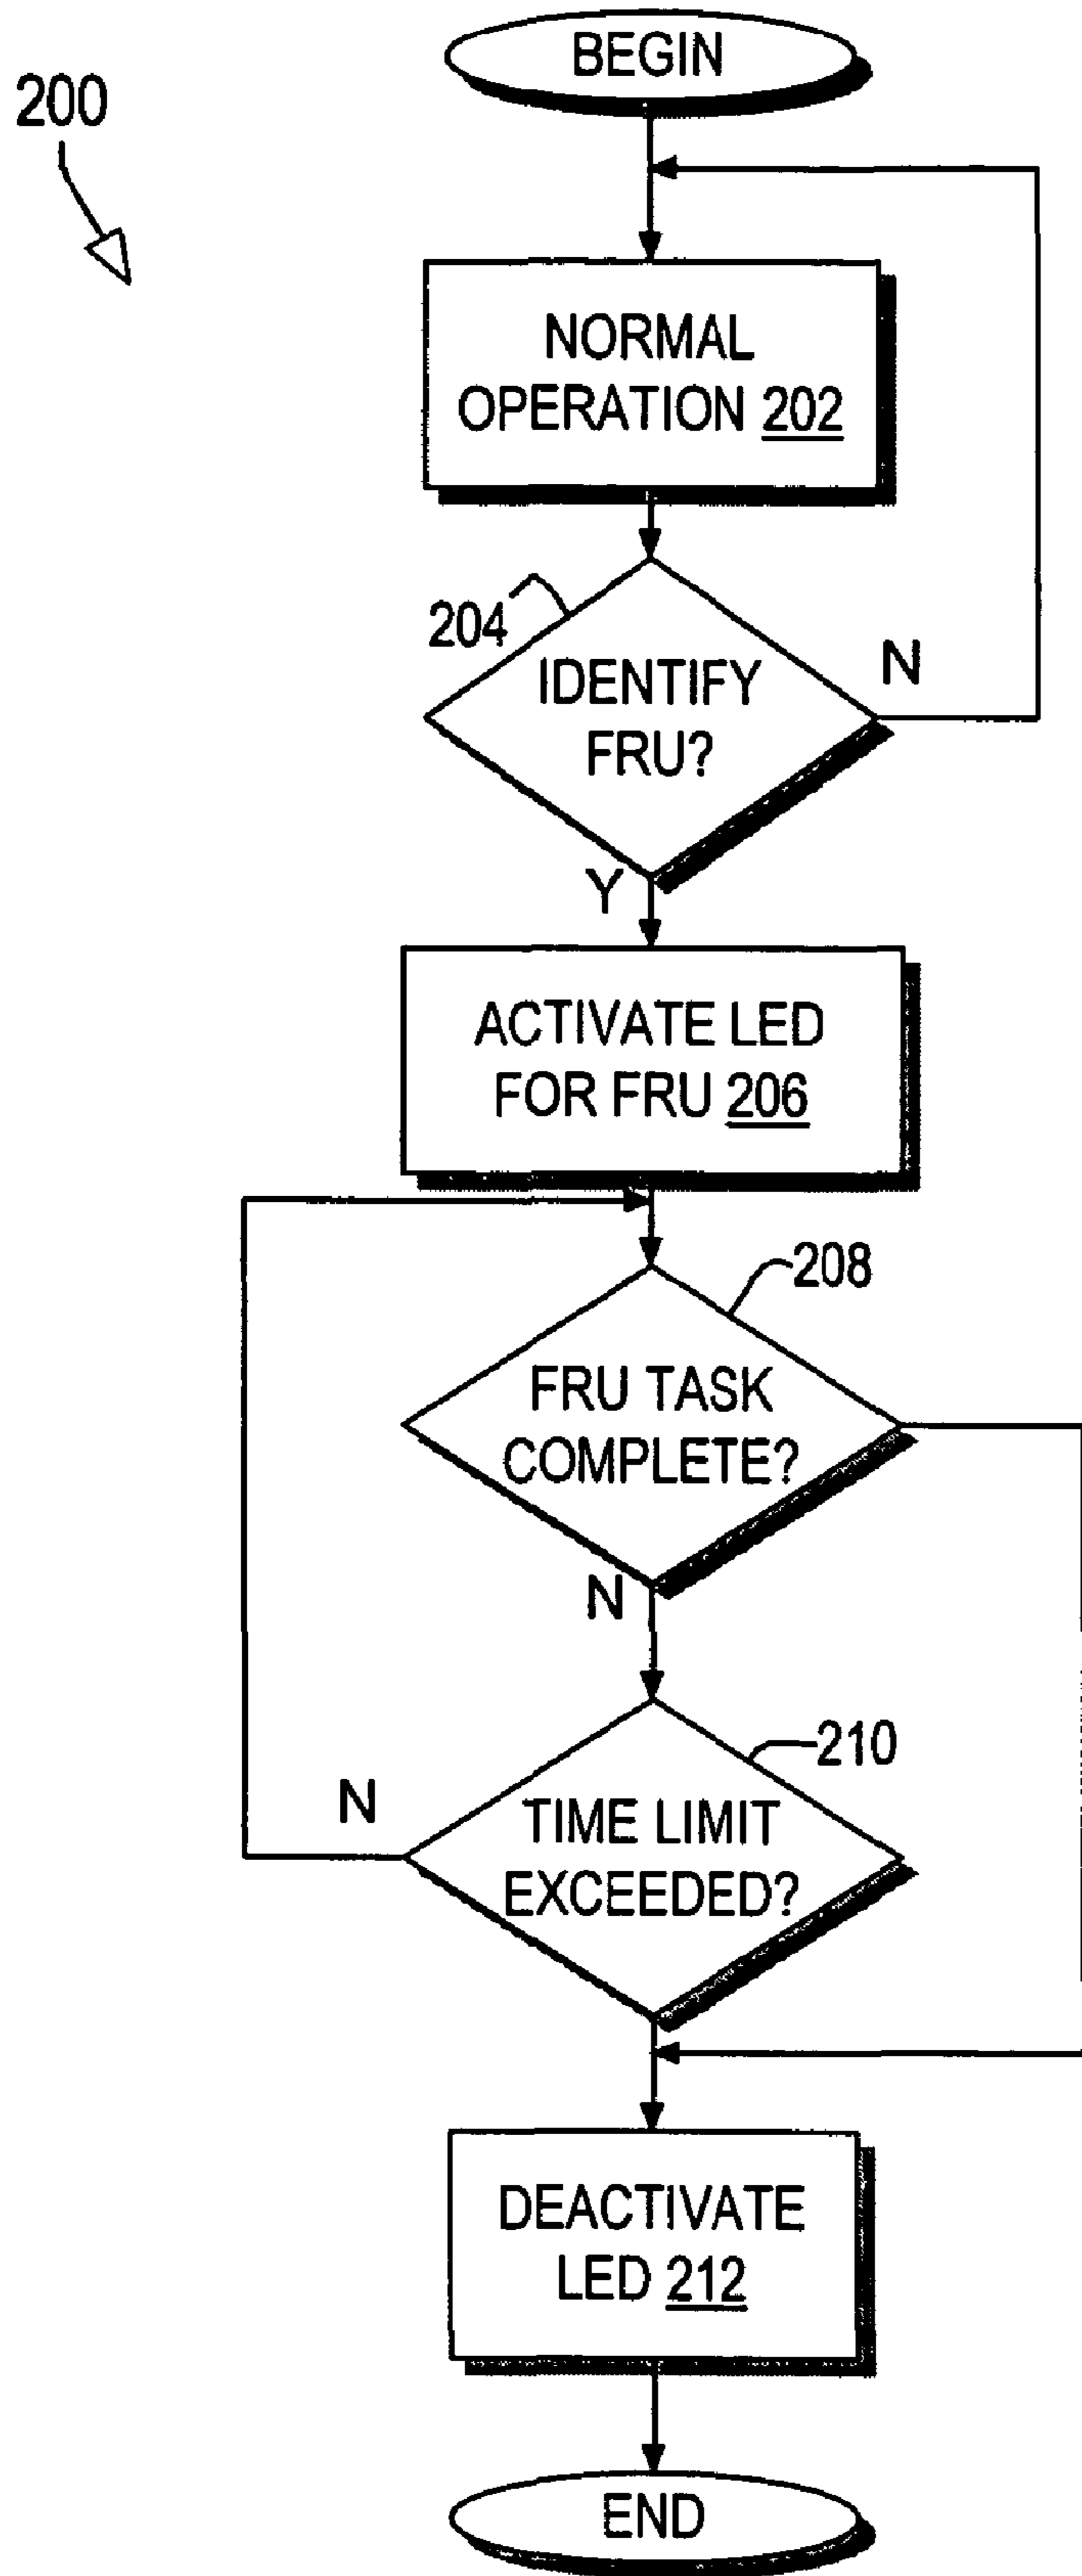 BEGIN
200
NORMAL
OPERATION 202
204
IDENTIFY
FRU?
N
Y
ACTIVATE LED
FOR FRU 206
208
FRU TASK
COMPLETE?
N
210
N
TIME LIMIT
EXCEEDED?
DEACTIVATE
LED 212
END